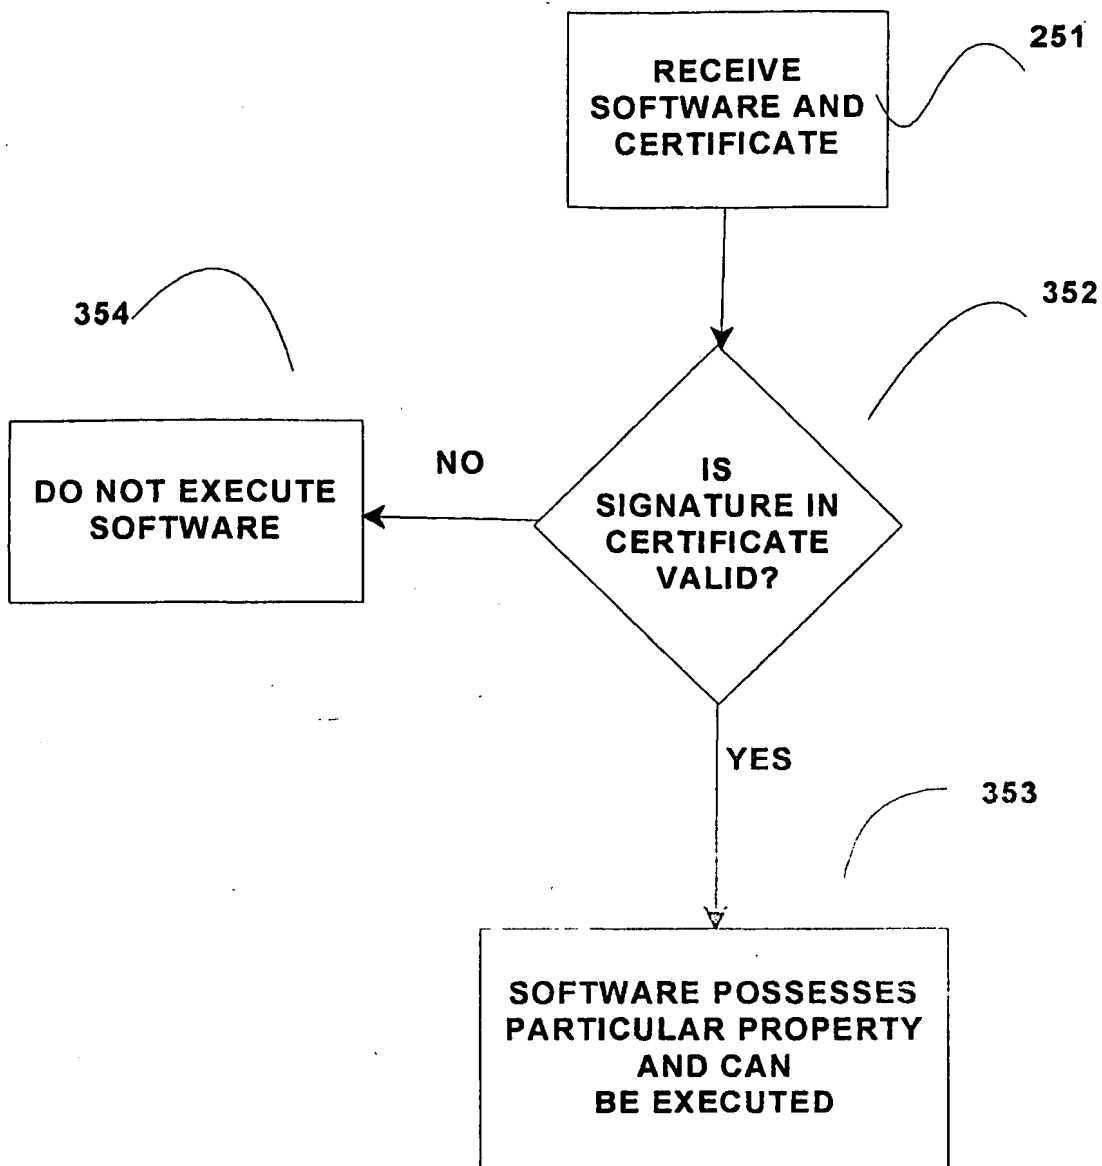 251
RECEIVE
SOFTWARE AND
CERTIFICATE
352
354
NO
DO NOT EXECUTE
SOFTWARE
IS
SIGNATURE IN
CERTIFICATE
VALID?
YES
353
SOFTWARE POSSESSES
PARTICULAR PROPERTY
AND CAN
BE EXECUTED